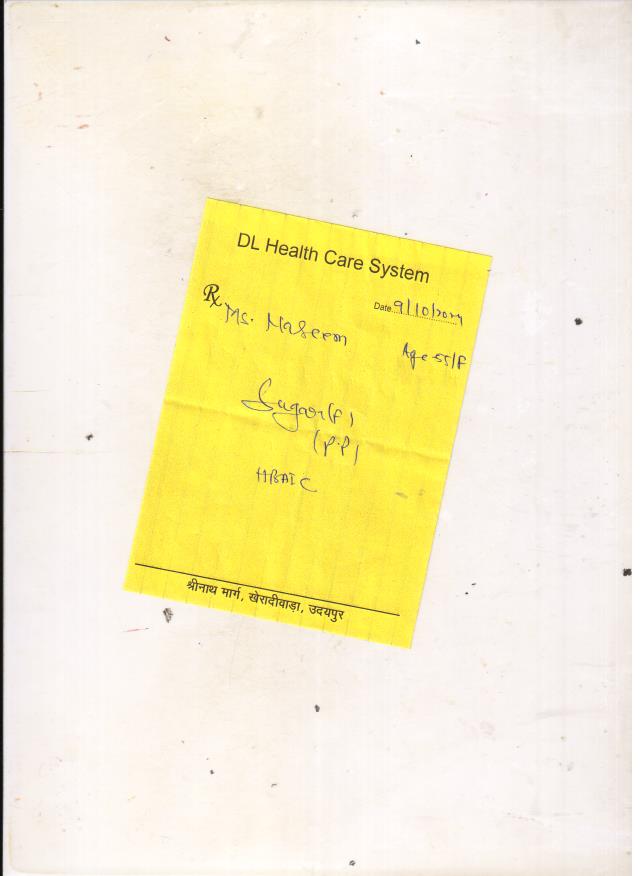 DL Health Care System
Rx
Date 9/10/2024
Ms. Naseem
Age 55/F
Sugar (F)
(P.P)
HBA1C
श्रीनाथ मार्ग, खेरादीवाड़ा, उदयपुर